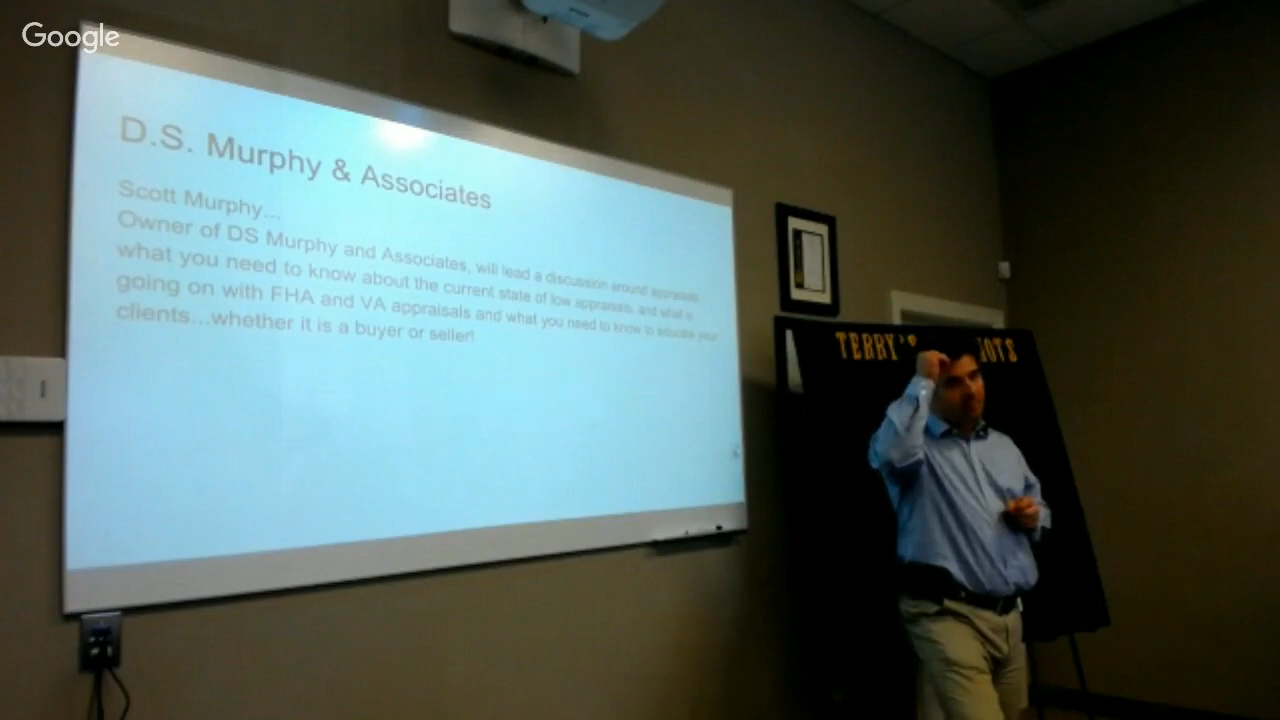 Google
D.S. Murphy & Associates
Scott Murphy...
Owner of DS Murphy and Associates, will lead a discussion around appraisals,
what you need to know about the current state of low appraisals, and what is
going on with FHA and VA appraisals and what you need to know to educate your
clients...whether it is a buyer or seller!
TERRY'S